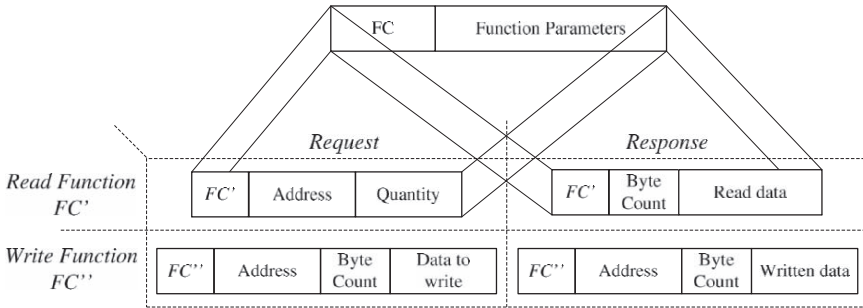 FC Function Parameters
Request Response
Read Function FC' FC' Address Quantity FC' Byte Count Read data
Write Function FC'' FC'' Address Byte Count Data to write FC'' Address Byte Count Written data